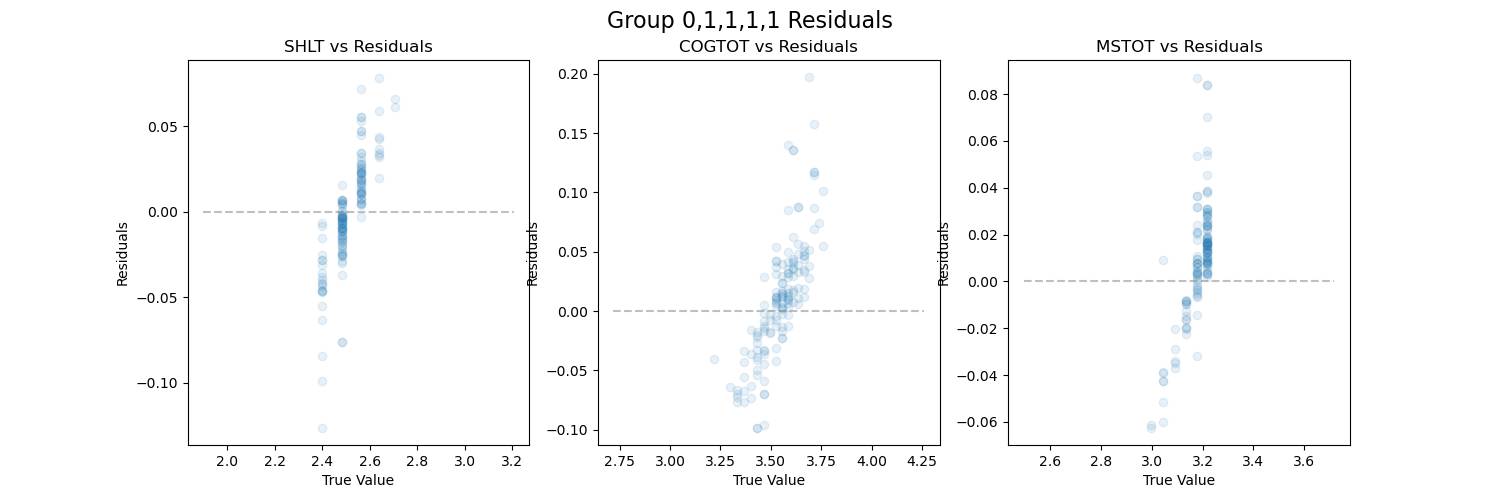 Group 0,1,1,1,1 Residuals
SHLT vs Residuals
COGTOT vs Residuals
MSTOT vs Residuals
Residuals
0.05
0.00
−0.05
−0.10
2.0 2.2 2.4 2.6 2.8 3.0 3.2
True Value
Residuals
0.20
0.15
0.10
0.05
0.00
−0.05
−0.10
2.75 3.00 3.25 3.50 3.75 4.00 4.25
True Value
Residuals
0.08
0.06
0.04
0.02
0.00
−0.02
−0.04
−0.06
2.6 2.8 3.0 3.2 3.4 3.6
True Value